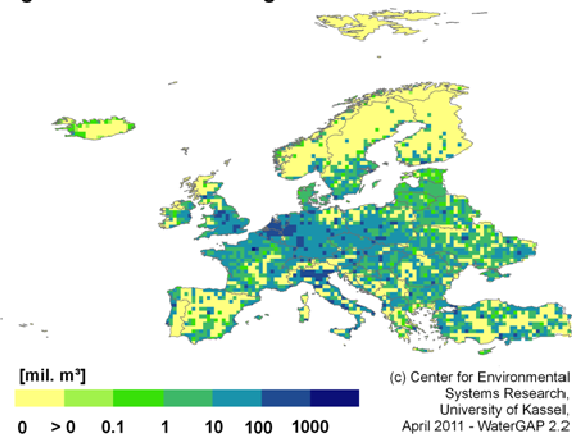 [mil. m³]
0 > 0 0.1 1 10 100 1000
(c) Center for Environmental
Systems Research,
University of Kassel,
April 2011 - WaterGAP 2.2